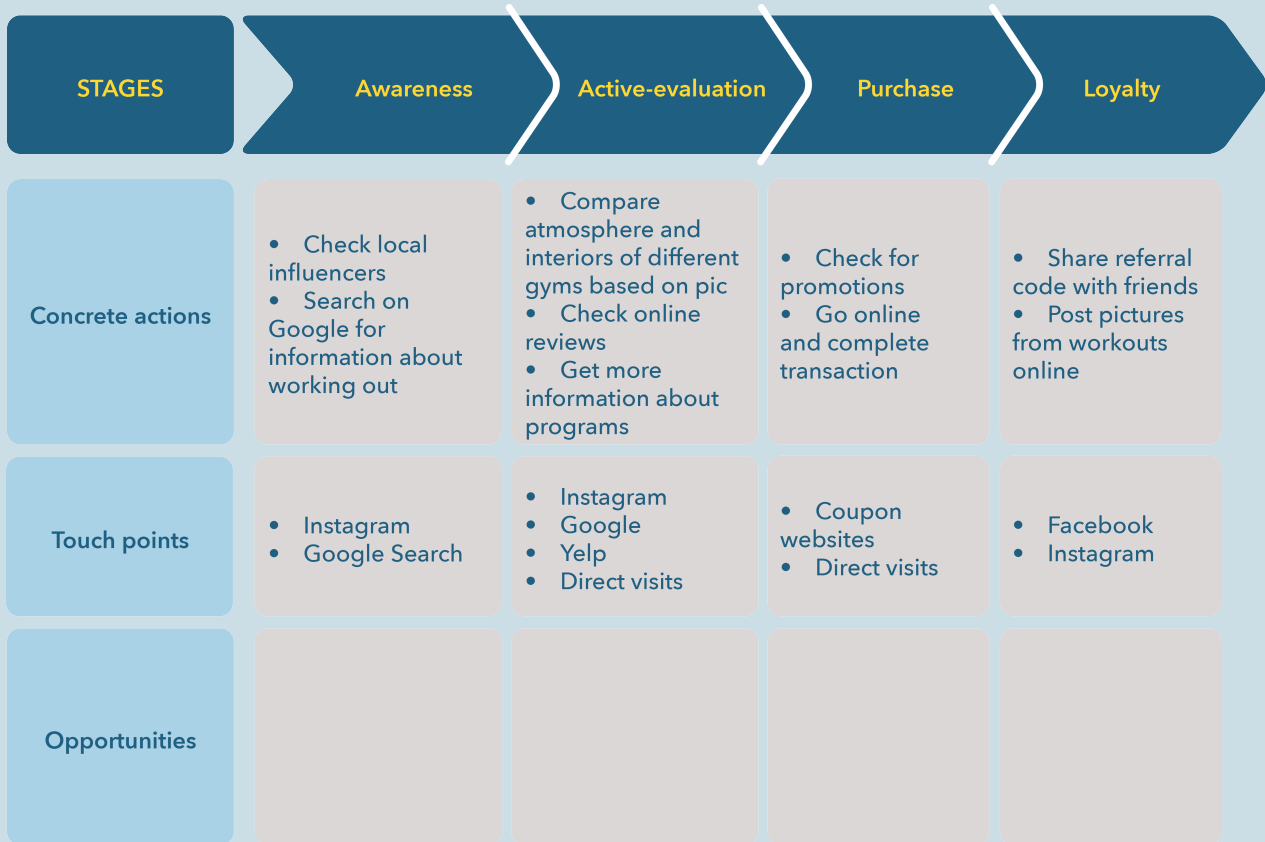 STAGES
Awareness
Active-evaluation
Purchase
Loyalty
Concrete actions
• Check local
influencers
• Search on
Google for
information about
working out
• Compare
atmosphere and
interiors of different
gyms based on pic
• Check online
reviews
• Get more
information about
programs
• Check for
promotions
• Go online
and complete
transaction
• Share referral
code with friends
• Post pictures
from workouts
online
Touch points
• Instagram
• Google Search
• Instagram
• Google
• Yelp
• Direct visits
• Coupon
websites
• Direct visits
• Facebook
• Instagram
Opportunities